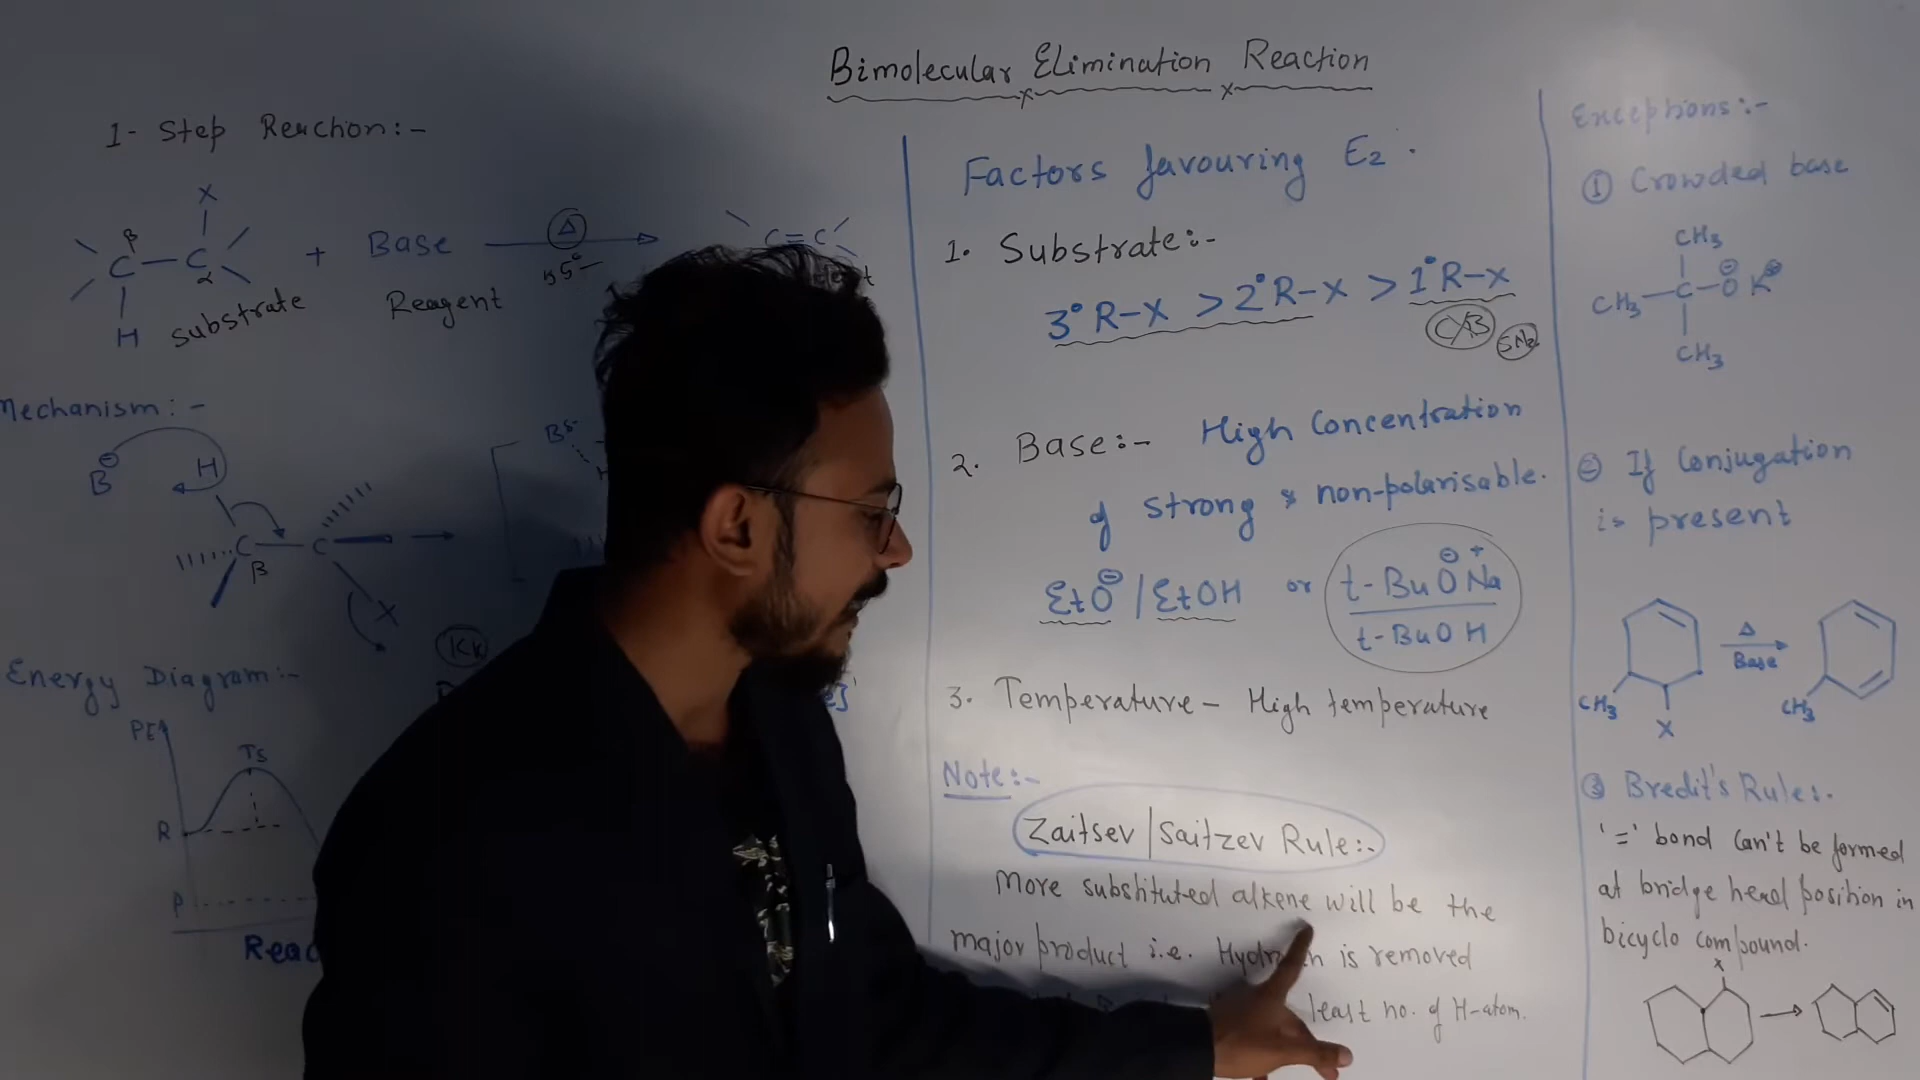 Bimolecular Elimination Reaction
1- Step Reaction:-
X
β
C — C
α
H
substrate
+ Base
Reagent
Δ
C=C
Mechanism:-
B⊖
H
C — C
β
X
Bδ-
Energy Diagram:-
PE
TS
R
P
Reac
Factors favouring E2
1. Substrate:-
3° R-X > 2° R-X > 1° R-X
SN2
2. Base:- High Concentration
of strong & non-polarisable.
EtO⊖ / EtOH or t-BuO⊖ Na+
t-BuOH
3. Temperature - High temperature
Note:-
Zaitsev/Saitzev Rule:-
More substituted alkene will be the
major product i.e. is removed
least no. of H-atom.
Exceptions:-
① Crowded base
CH3
CH3 - C - O⊖ K⊕
CH3
② If Conjugation
is present
Δ
Base
CH3
X
CH3
③ Bredit's Rule:-
'=' bond can't be formed
at bridge head position in
bicyclo compound.
X